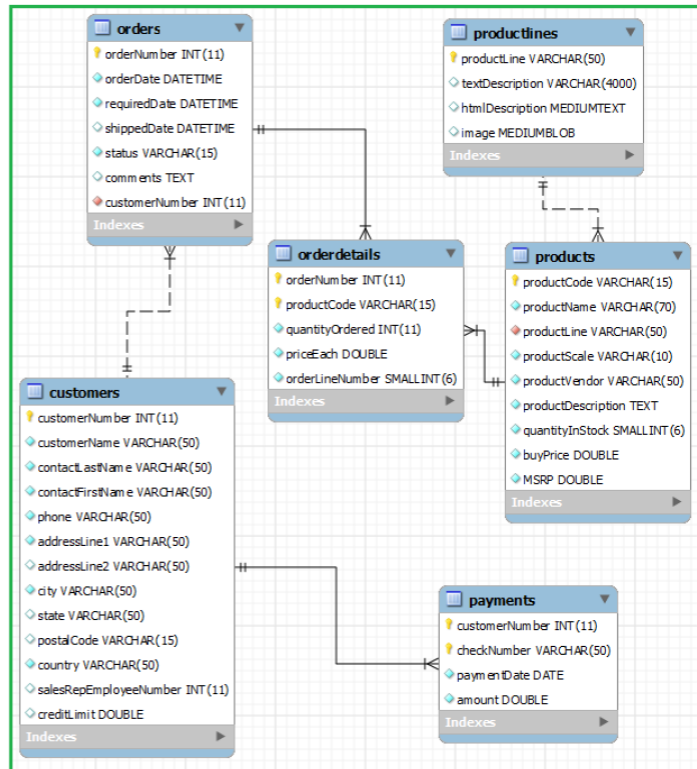 orders
orderNumber INT(11)
orderDate DATETIME
requiredDate DATETIME
shippedDate DATETIME
status VARCHAR(15)
comments TEXT
customerNumber INT(11)
Indexes
productlines
productLine VARCHAR(50)
textDescription VARCHAR(4000)
htmlDescription MEDIUMTEXT
image MEDIUMBLOB
Indexes
orderdetails
orderNumber INT(11)
productCode VARCHAR(15)
quantityOrdered INT(11)
priceEach DOUBLE
orderLineNumber SMALLINT(6)
Indexes
products
productCode VARCHAR(15)
productName VARCHAR(70)
productLine VARCHAR(50)
productScale VARCHAR(10)
productVendor VARCHAR(50)
productDescription TEXT
quantityInStock SMALLINT(6)
buyPrice DOUBLE
MSRP DOUBLE
Indexes
customers
customerNumber INT(11)
customerName VARCHAR(50)
contactLastName VARCHAR(50)
contactFirstName VARCHAR(50)
phone VARCHAR(50)
addressLine1 VARCHAR(50)
addressLine2 VARCHAR(50)
city VARCHAR(50)
state VARCHAR(50)
postalCode VARCHAR(15)
country VARCHAR(50)
salesRepEmployeeNumber INT(11)
creditLimit DOUBLE
Indexes
payments
customerNumber INT(11)
checkNumber VARCHAR(50)
paymentDate DATE
amount DOUBLE
Indexes